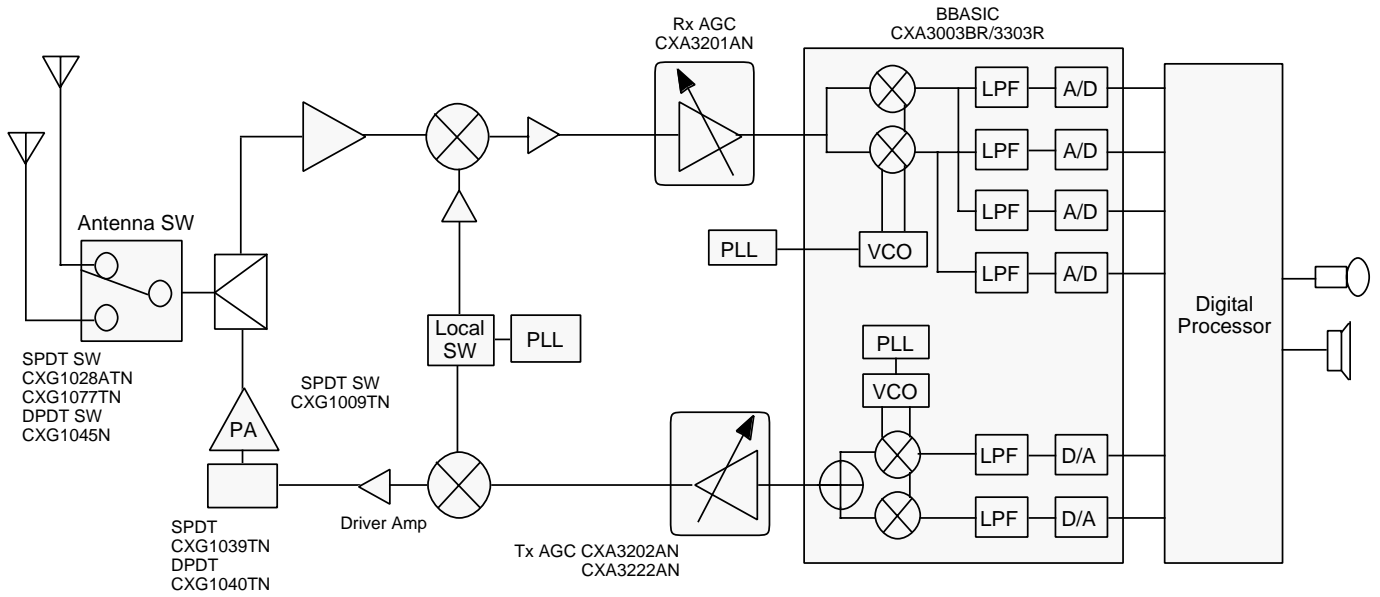 Rx AGC
CXA3201AN
BBASIC
CXA3003BR/3303R
LPF
A/D
LPF
A/D
LPF
A/D
LPF
A/D
Antenna SW
PLL
VCO
Digital
Processor
Local
SW
PLL
PLL
VCO
SPDT SW
CXG1028ATN
CXG1077TN
DPDT SW
CXG1045N
SPDT SW
CXG1009TN
PA
LPF
D/A
LPF
D/A
Driver Amp
SPDT
CXG1039TN
DPDT
CXG1040TN
Tx AGC CXA3202AN
CXA3222AN